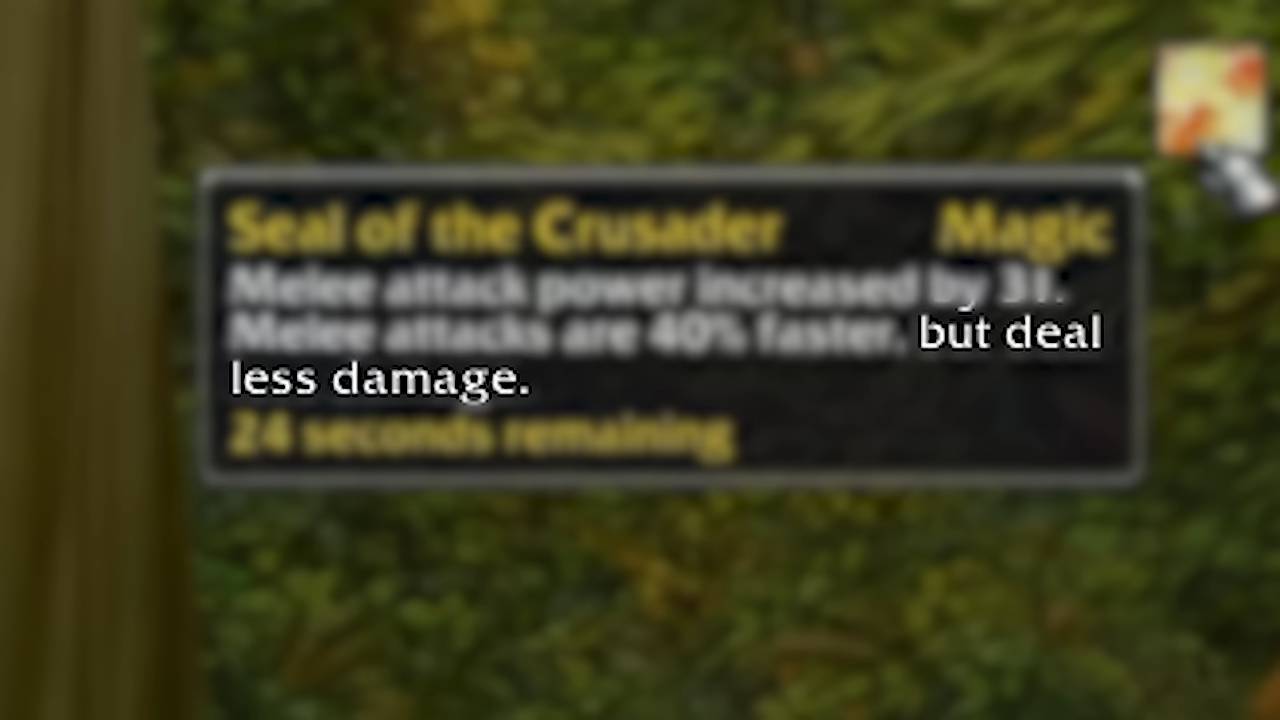 Seal of the Crusader Magic
Melee attack power increased by 31.
Melee attacks are 40% faster. but deal
less damage.
24 seconds remaining